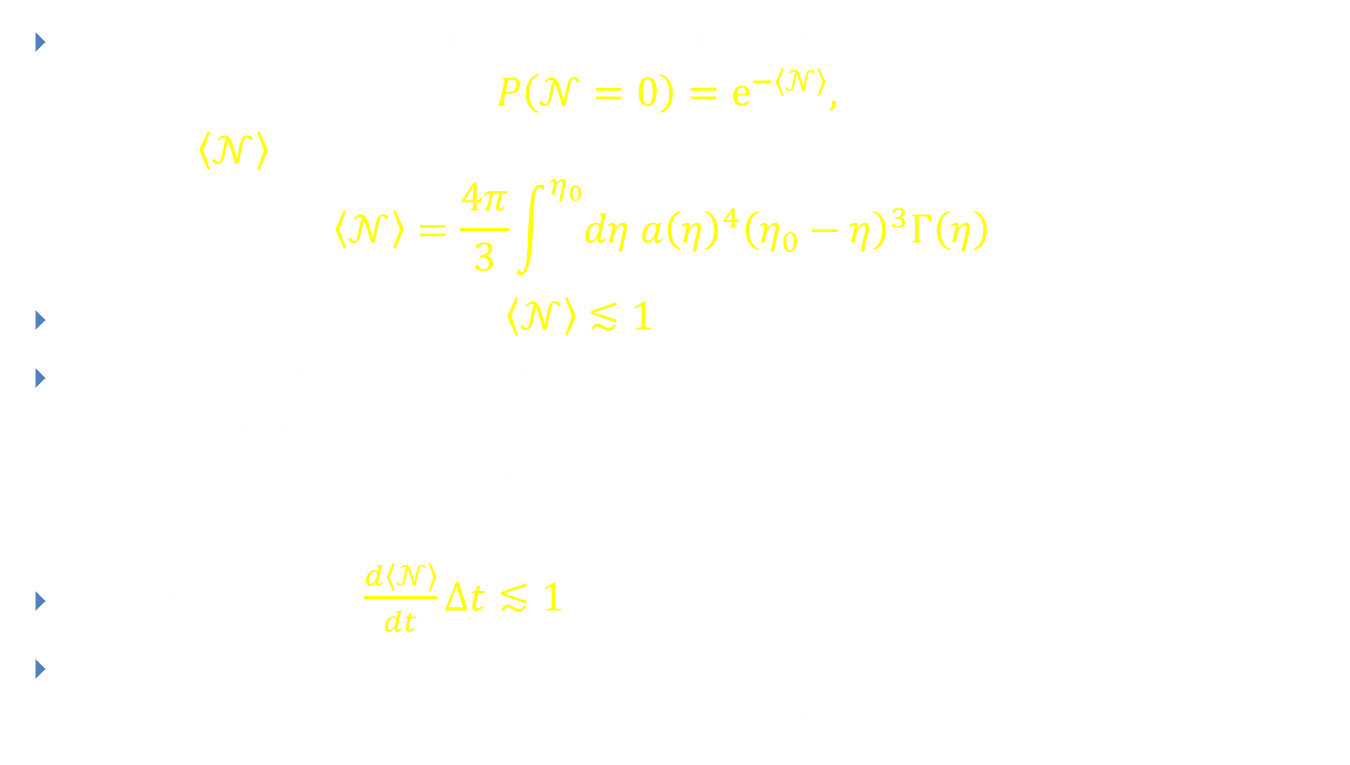 P(𝒩 = 0) = e^{−⟨𝒩⟩},
⟨𝒩⟩
⟨𝒩⟩ = 4π/3 ∫^{η₀} dη a(η)⁴(η₀ − η)³Γ(η)
⟨𝒩⟩ ≲ 1
d⟨𝒩⟩/dt Δt ≲ 1